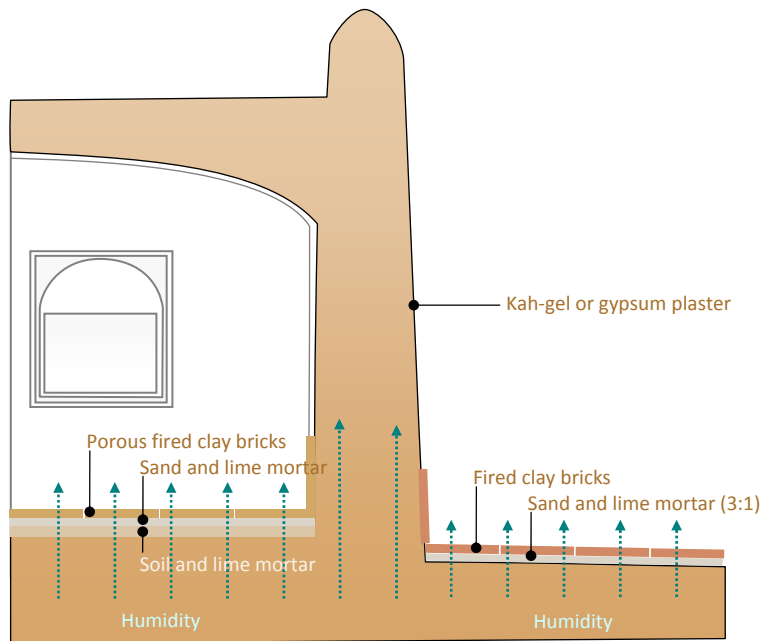 Kah-gel or gypsum plaster
Porous fired clay bricks
Sand and lime mortar
Fired clay bricks
Sand and lime mortar (3:1)
Soil and lime mortar
Humidity
Humidity